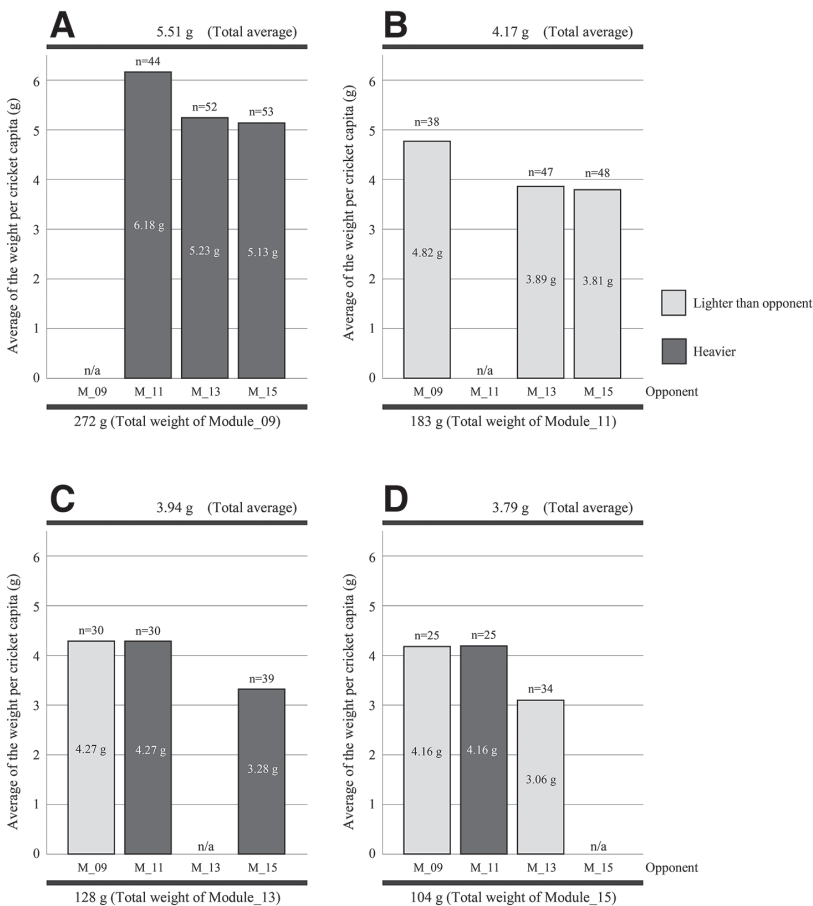 A
5.51 g (Total average)
Average of the weight per cricket capita (g)
6
5
4
3
2
1
0
n/a
n=44
6.18 g
n=52
5.23 g
n=53
5.13 g
M_09 M_11 M_13 M_15
272 g (Total weight of Module_09)
B
4.17 g (Total average)
Average of the weight per cricket capita (g)
6
5
4
3
2
1
0
n=38
4.82 g
n/a
n=47
3.89 g
n=48
3.81 g
M_09 M_11 M_13 M_15 Opponent
183 g (Total weight of Module_11)
Lighter than opponent
Heavier
C
3.94 g (Total average)
Average of the weight per cricket capita (g)
6
5
4
3
2
1
0
n=30
4.27 g
n=30
4.27 g
n/a
n=39
3.28 g
M_09 M_11 M_13 M_15
128 g (Total weight of Module_13)
D
3.79 g (Total average)
Average of the weight per cricket capita (g)
6
5
4
3
2
1
0
n=25
4.16 g
n=25
4.16 g
n=34
3.06 g
n/a
M_09 M_11 M_13 M_15 Opponent
104 g (Total weight of Module_15)